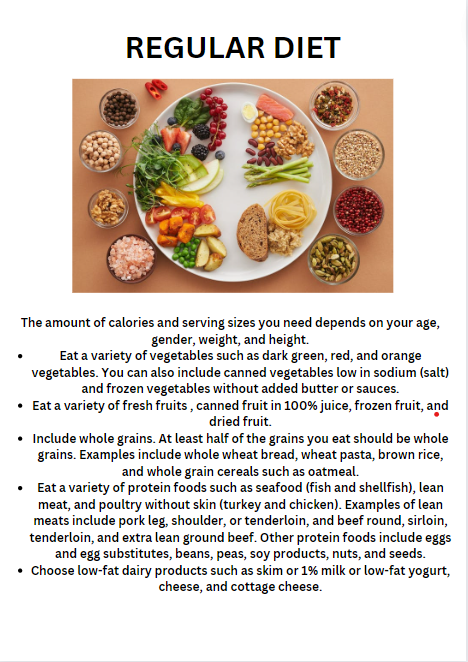 REGULAR DIET
The amount of calories and serving sizes you need depends on your age,
gender, weight, and height.
• Eat a variety of vegetables such as dark green, red, and orange
vegetables. You can also include canned vegetables low in sodium (salt)
and frozen vegetables without added butter or sauces.
• Eat a variety of fresh fruits , canned fruit in 100% juice, frozen fruit, and
dried fruit.
• Include whole grains. At least half of the grains you eat should be whole
grains. Examples include whole wheat bread, wheat pasta, brown rice,
and whole grain cereals such as oatmeal.
• Eat a variety of protein foods such as seafood (fish and shellfish), lean
meat, and poultry without skin (turkey and chicken). Examples of lean
meats include pork leg, shoulder, or tenderloin, and beef round, sirloin,
tenderloin, and extra lean ground beef. Other protein foods include eggs
and egg substitutes, beans, peas, soy products, nuts, and seeds.
• Choose low-fat dairy products such as skim or 1% milk or low-fat yogurt,
cheese, and cottage cheese.